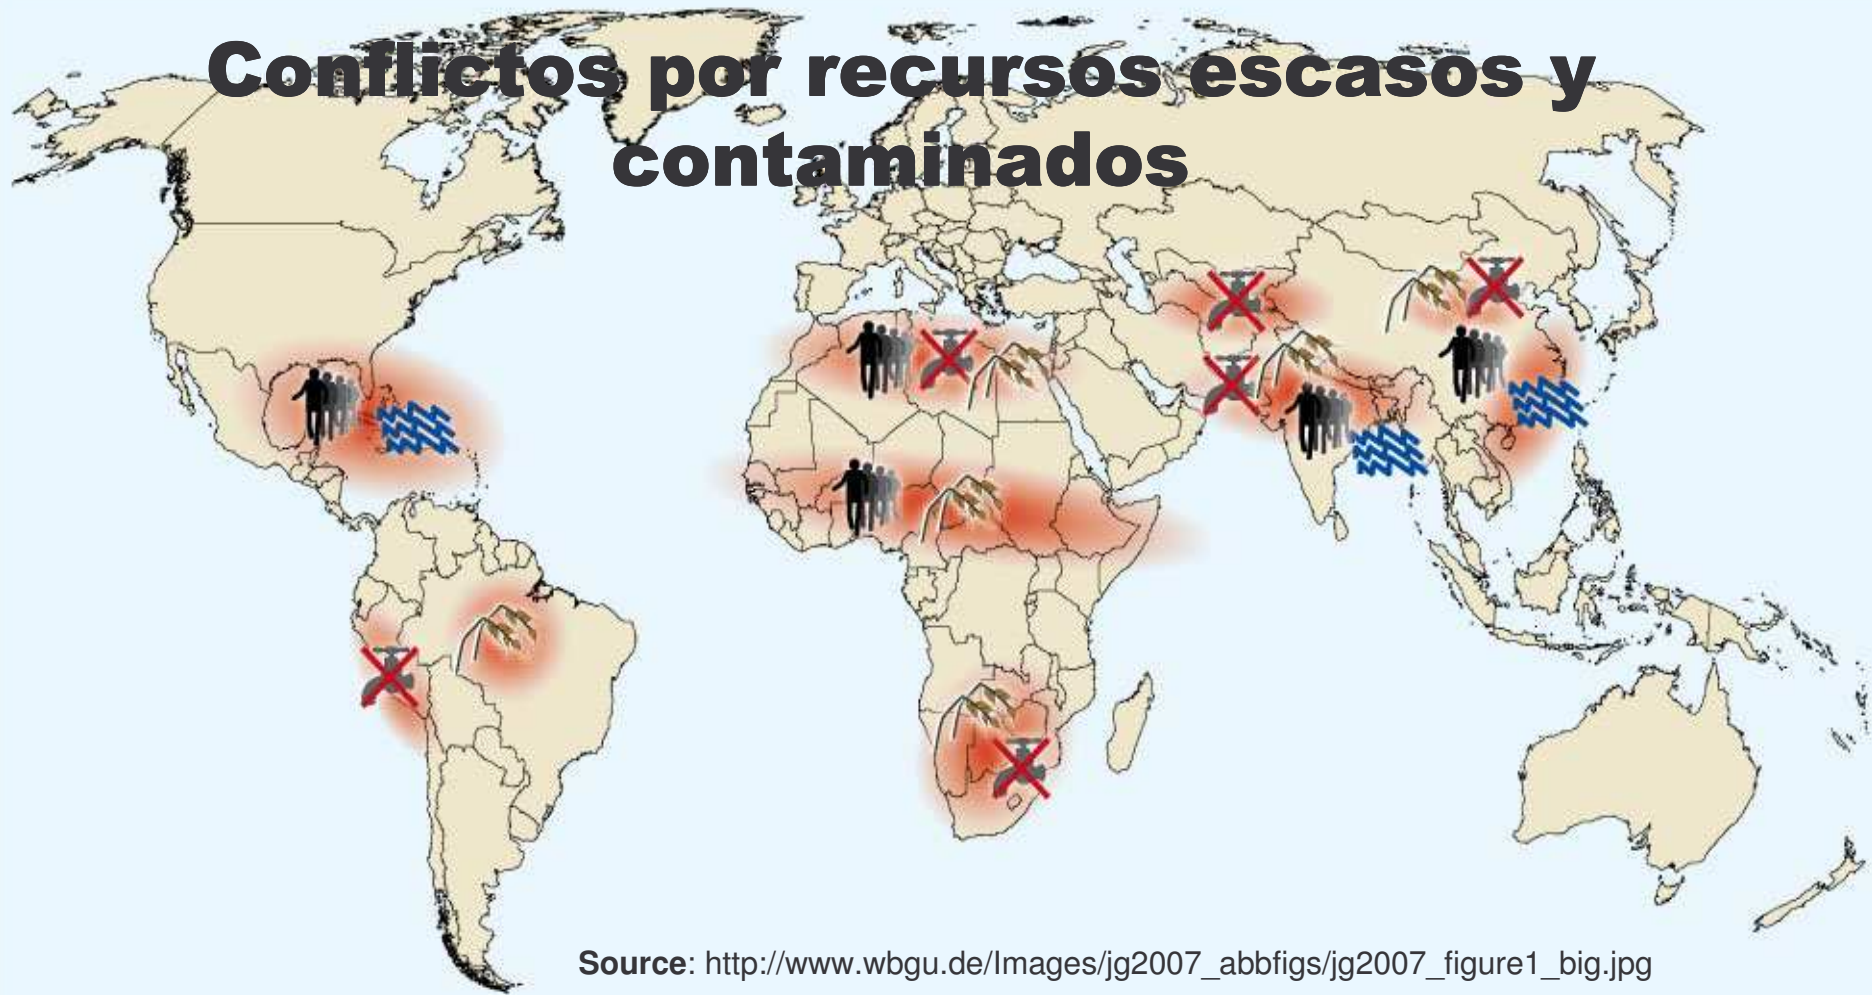 Conflictos por recursos escasos y
contaminados
Source: http://www.wbgu.de/Images/jg2007_abbfigs/jg2007_figure1_big.jpg